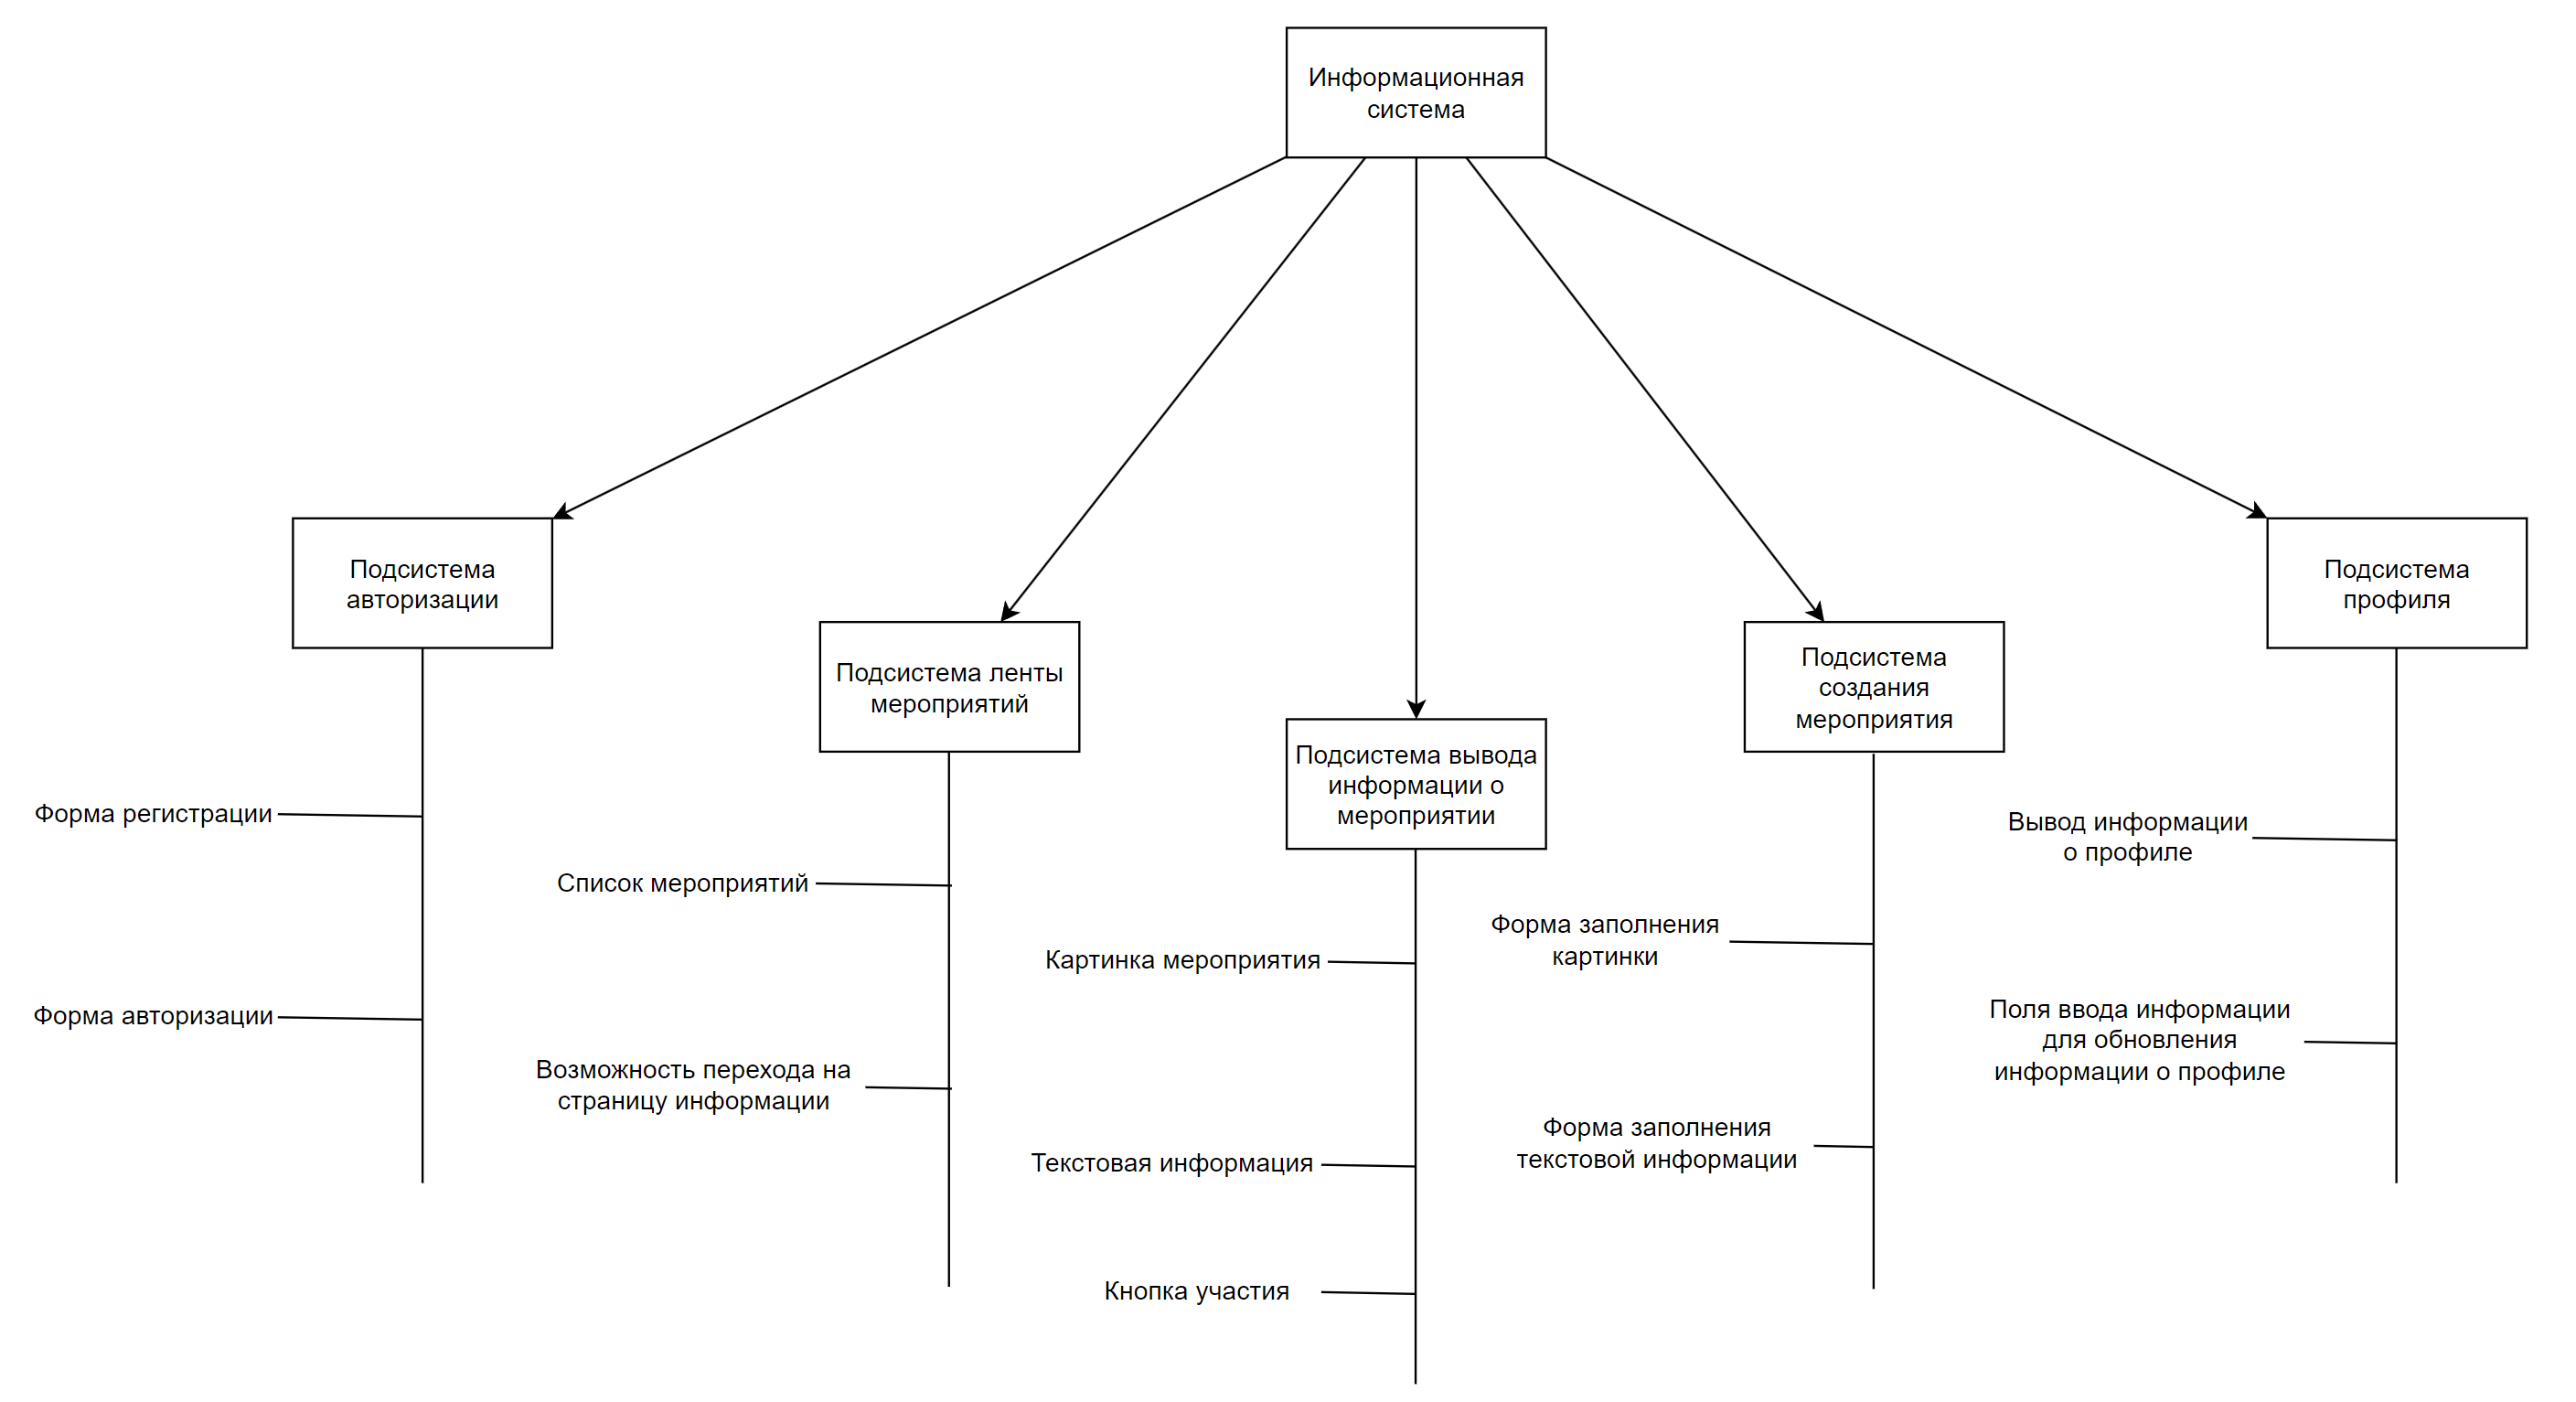 Информационная
система
Подсистема
авторизации
Форма регистрации
Форма авторизации
Подсистема ленты
мероприятий
Список мероприятий
Возможность перехода на
страницу информации
Подсистема вывода
информации о
мероприятии
Картинка мероприятия
Текстовая информация
Кнопка участия
Подсистема
создания
мероприятия
Форма заполнения
картинки
Форма заполнения
текстовой информации
Подсистема
профиля
Вывод информации
о профиле
Поля ввода информации
для обновления
информации о профиле